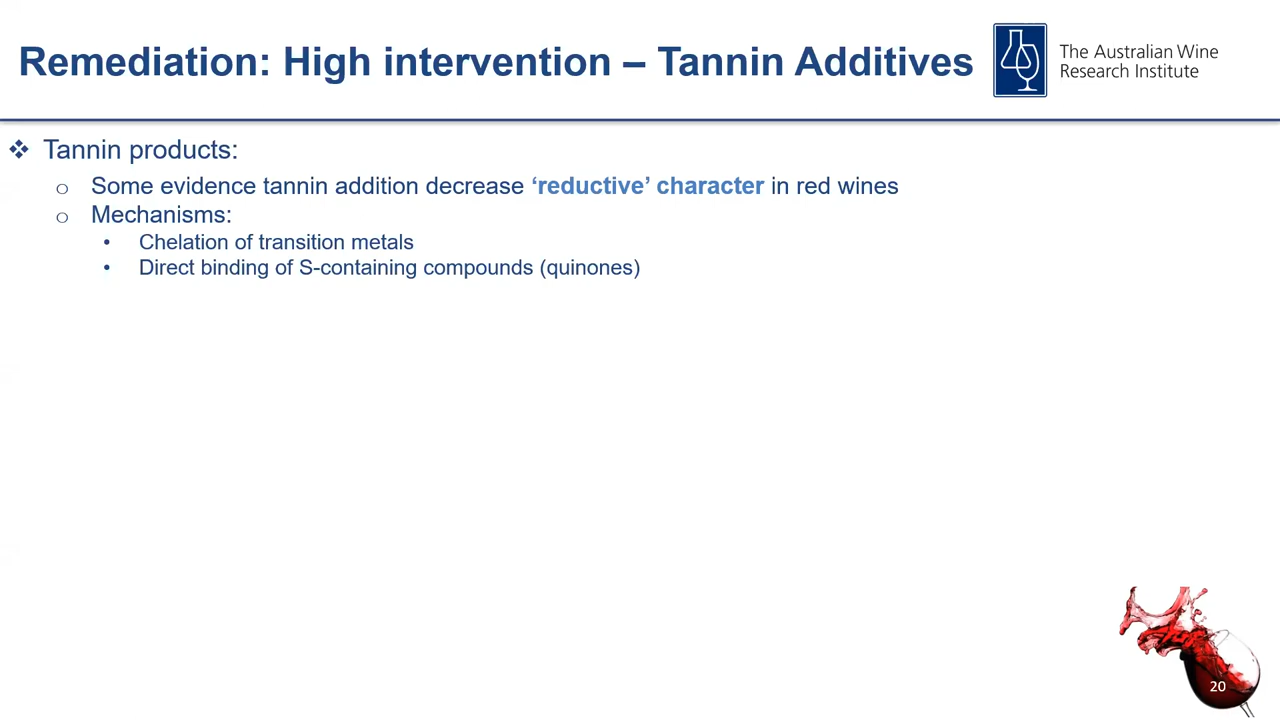 Remediation: High intervention – Tannin Additives
The Australian Wine
Research Institute
❖ Tannin products:
o Some evidence tannin addition decrease ‘reductive’ character in red wines
o Mechanisms:
• Chelation of transition metals
• Direct binding of S-containing compounds (quinones)
20